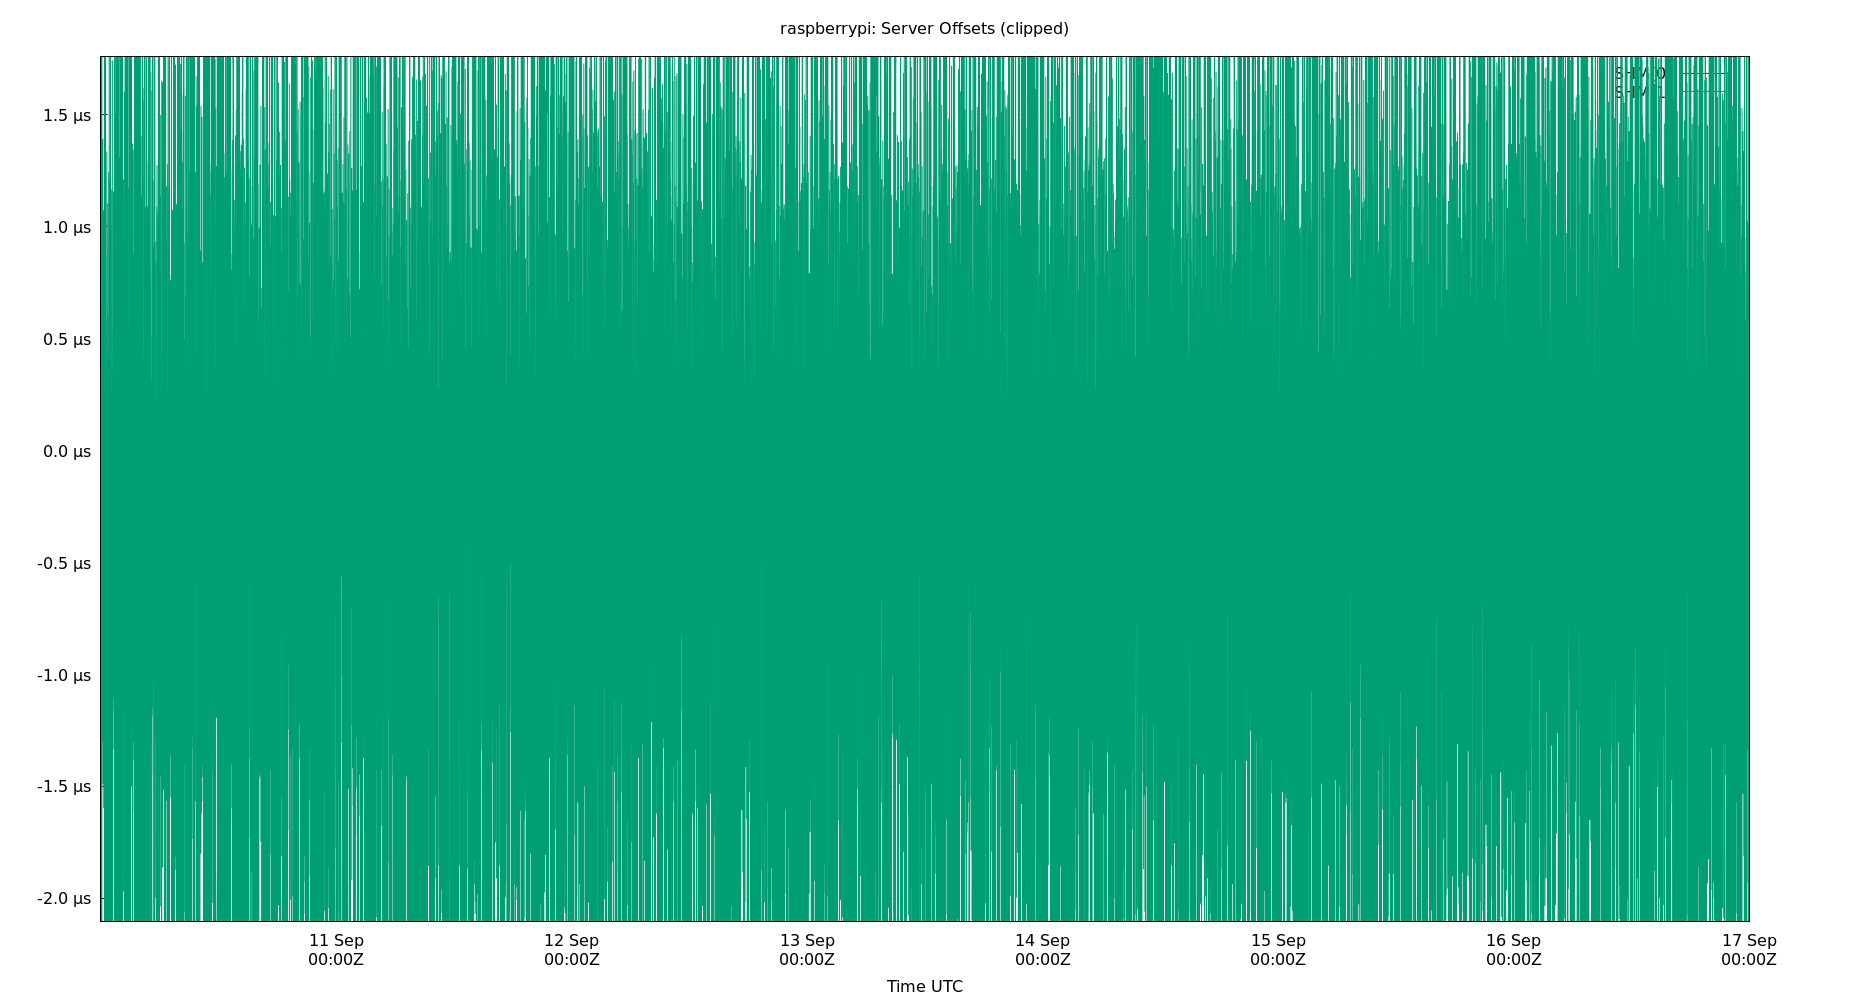 raspberrypi: Server Offsets (clipped)
1.5 µs
1.0 µs
0.5 µs
0.0 µs
-0.5 µs
-1.0 µs
-1.5 µs
-2.0 µs
11 Sep
00:00Z
12 Sep
00:00Z
13 Sep
00:00Z
14 Sep
00:00Z
15 Sep
00:00Z
16 Sep
00:00Z
17 Sep
00:00Z
Time UTC